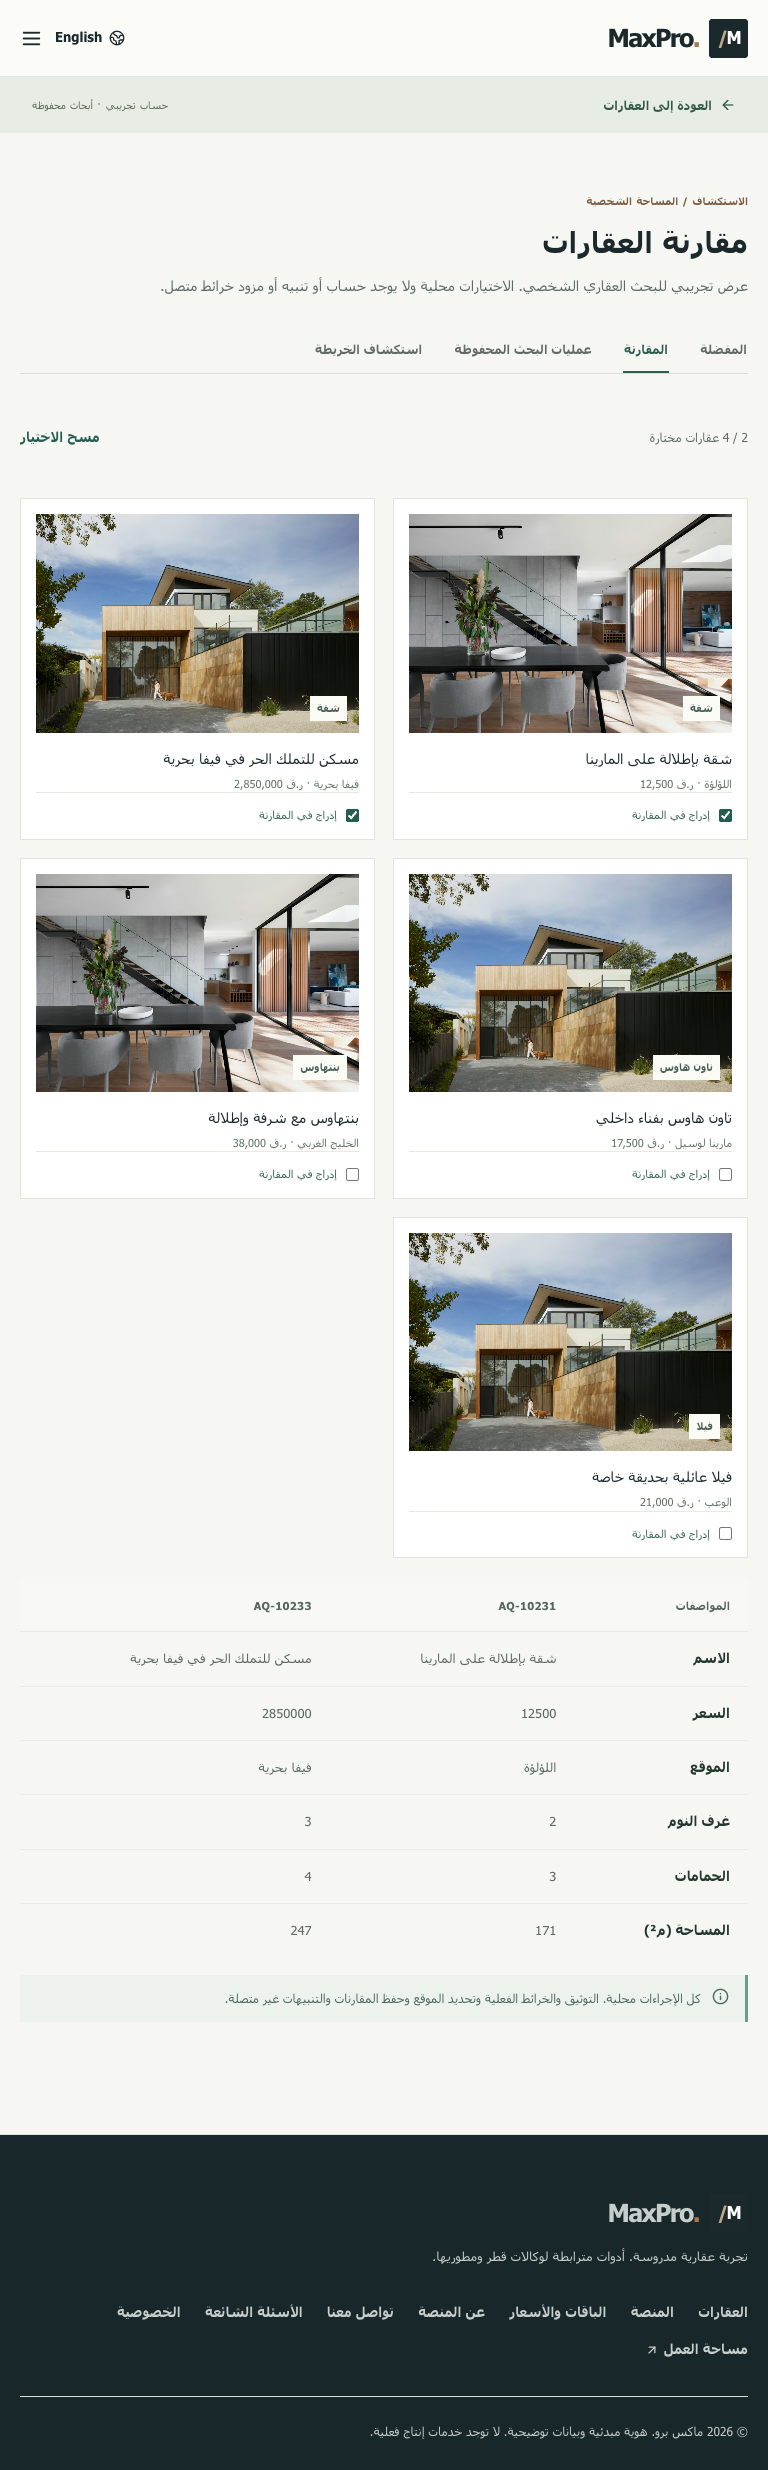 M/ MaxPro. English
العودة إلى العقارات
حساب تجريبي · أبحاث محفوظة
الاستكشاف / المساحة الشخصية
مقارنة العقارات
عرض تجريبي للبحث العقاري الشخصي. الاختيارات محلية ولا يوجد حساب أو تنبيه أو مزود خرائط متصل.
المفضلة المقارنة عمليات البحث المحفوظة استكشاف الخريطة
2 / 4 عقارات مختارة
مسح الاختيار
شقة
شقة بإطلالة على المارينا
اللؤلؤة · ر.ق 12,500
إدراج في المقارنة
شقة
مسكن للتملك الحر في فيفا بحرية
فيفا بحرية · ر.ق 2,850,000
إدراج في المقارنة
تاون هاوس
تاون هاوس بفناء داخلي
مارينا لوسيل · ر.ق 17,500
إدراج في المقارنة
بنتهاوس
بنتهاوس مع شرفة وإطلالة
الخليج الغربي · ر.ق 38,000
إدراج في المقارنة
فيلا
فيلا عائلية بحديقة خاصة
الوعب · ر.ق 21,000
إدراج في المقارنة
المواصفات AQ-10231 AQ-10233
الاسم شقة بإطلالة على المارينا مسكن للتملك الحر في فيفا بحرية
السعر 12500 2850000
الموقع اللؤلؤة فيفا بحرية
غرف النوم 2 3
الحمامات 3 4
المساحة (م²) 171 247
كل الإجراءات محلية. التوثيق والخرائط الفعلية وتحديد الموقع وحفظ المقارنات والتنبيهات غير متصلة.
M/ MaxPro.
تجربة عقارية مدروسة. أدوات مترابطة لوكالات قطر ومطوريها.
العقارات المنصة الباقات والأسعار عن المنصة تواصل معنا الأسئلة الشائعة الخصوصية
مساحة العمل
© 2026 ماكس برو. هوية مبدئية وبيانات توضيحية. لا توجد خدمات إنتاج فعلية.